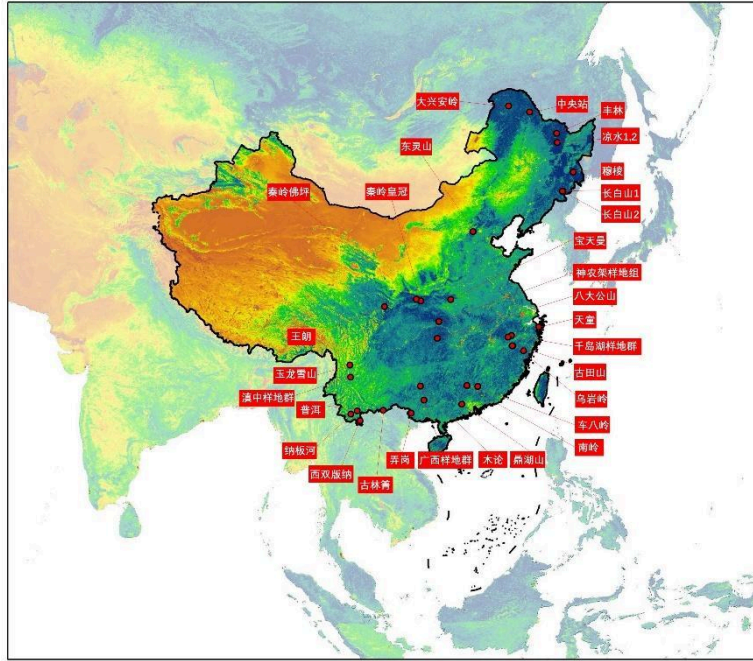 大兴安岭
中央站
丰林
凉水1,2
东灵山
穆棱
秦岭佛坪
秦岭皇冠
长白山1
长白山2
宝天曼
神农架样地组
八大公山
天童
王朗
千岛湖样地群
玉龙雪山
古田山
滇中样地群
乌岩岭
普洱
车八岭
南岭
纳板河
弄岗
广西样地群
木论
鼎湖山
西双版纳
古林箐